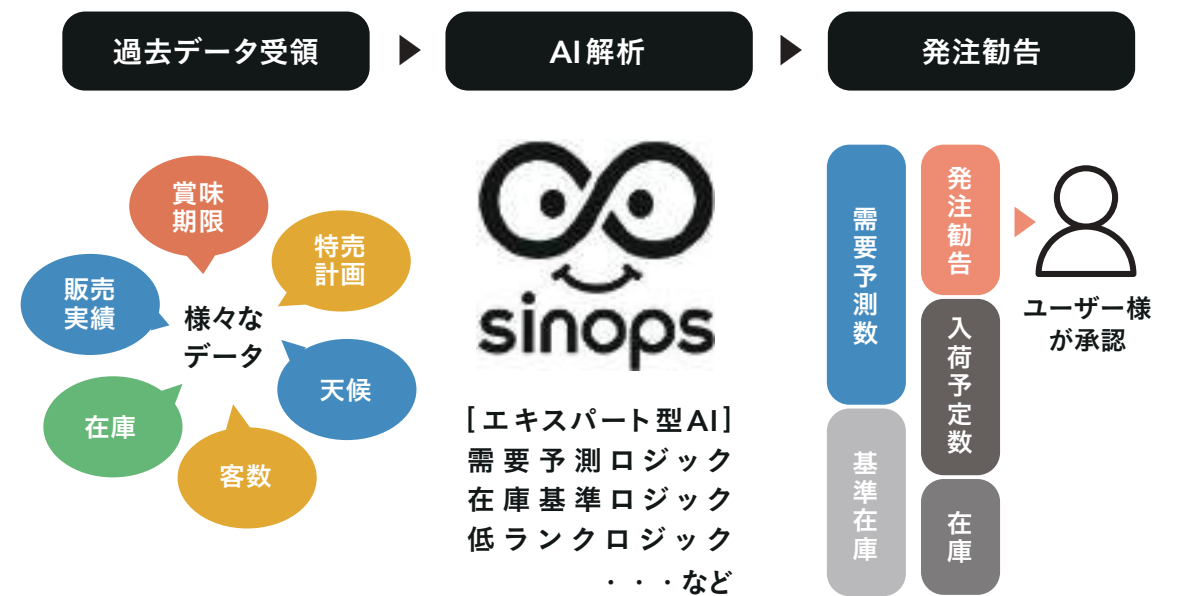 過去データ受領
AI解析
発注勧告
賞味
期限
特売
計画
販売
実績
様々な
データ
天候
在庫
客数
sinops
[エキスパート型AI]
需要予測ロジック
在庫基準ロジック
低ランクロジック
・・・など
需要予測数
基準在庫
発注勧告
入荷予定数
在庫
ユーザー様
が承認